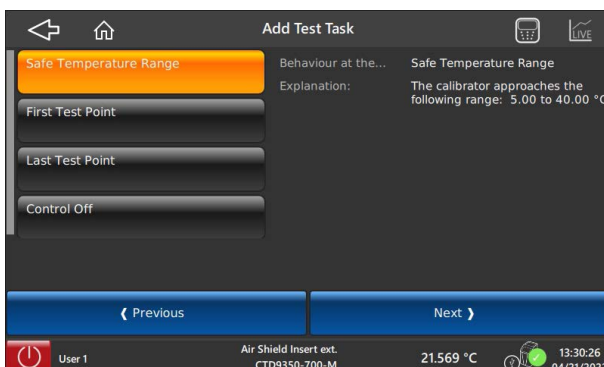 Add Test Task
LIVE
Safe Temperature Range
First Test Point
Last Test Point
Control Off
Behaviour at the...
Safe Temperature Range
Explanation:
The calibrator approaches the
following range: 5.00 to 40.00 °C
❬ Previous
Next ❭
User 1
Air Shield Insert ext.
CTD9350-700-M
21.569 °C
13:30:26